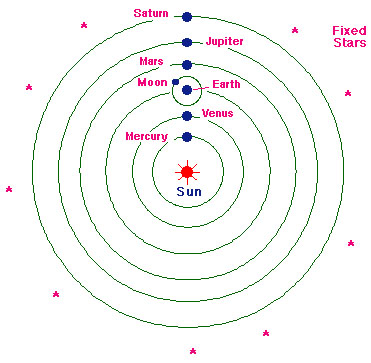 Saturn
Fixed
Stars
Jupiter
Mars
Moon
Earth
Venus
Mercury
Sun